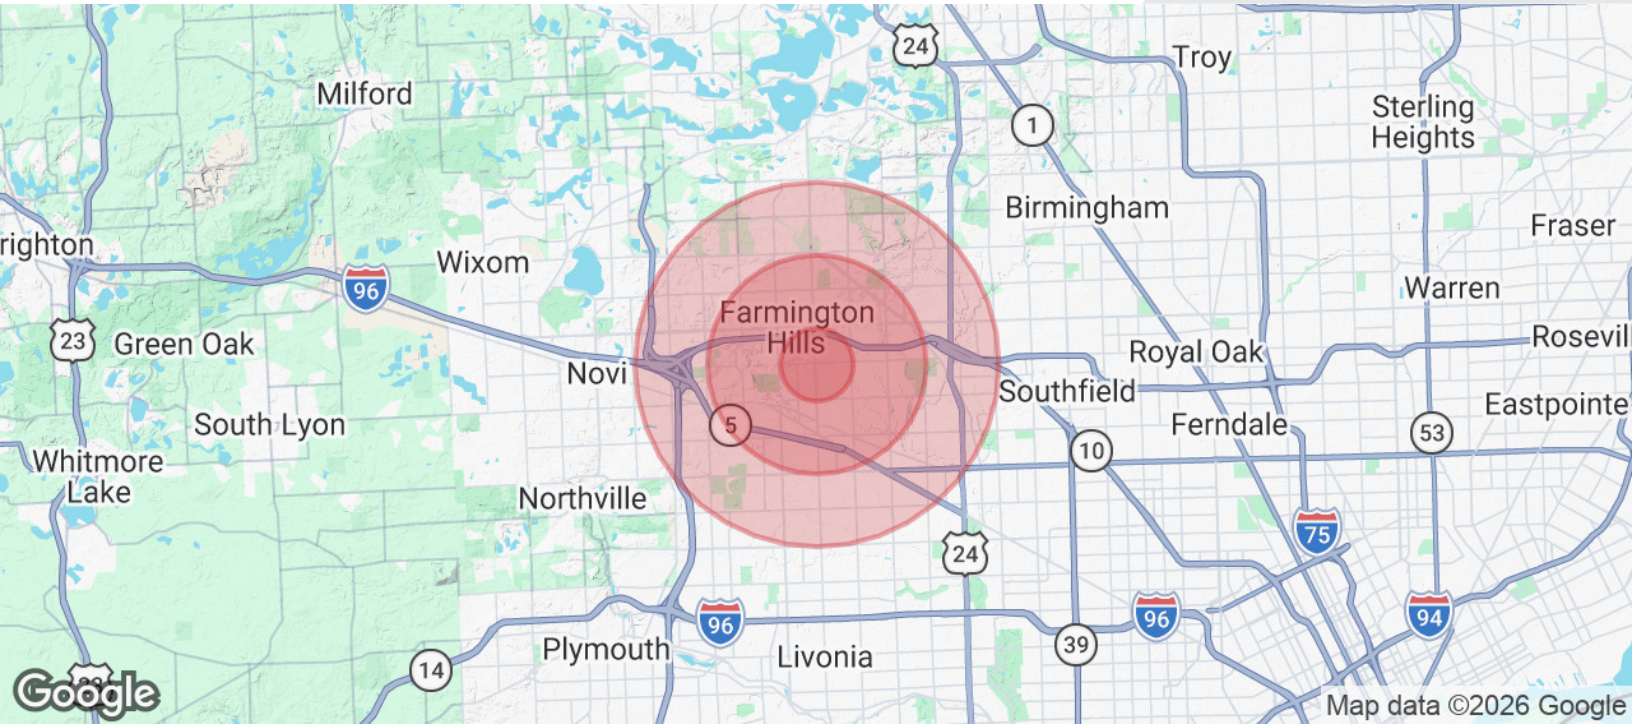 24
Troy
Milford
Sterling
Heights
1
Birmingham
Fraser
righton
Wixom
96
Warren
Farmington
Hills
23
Green Oak
Novi
Royal Oak
Rosevil
Southfield
Eastpointe
South Lyon
5
Ferndale
53
10
Whitmore
Lake
Northville
75
24
96
96
94
39
Plymouth
Livonia
14
23
Google
Map data ©2026 Google